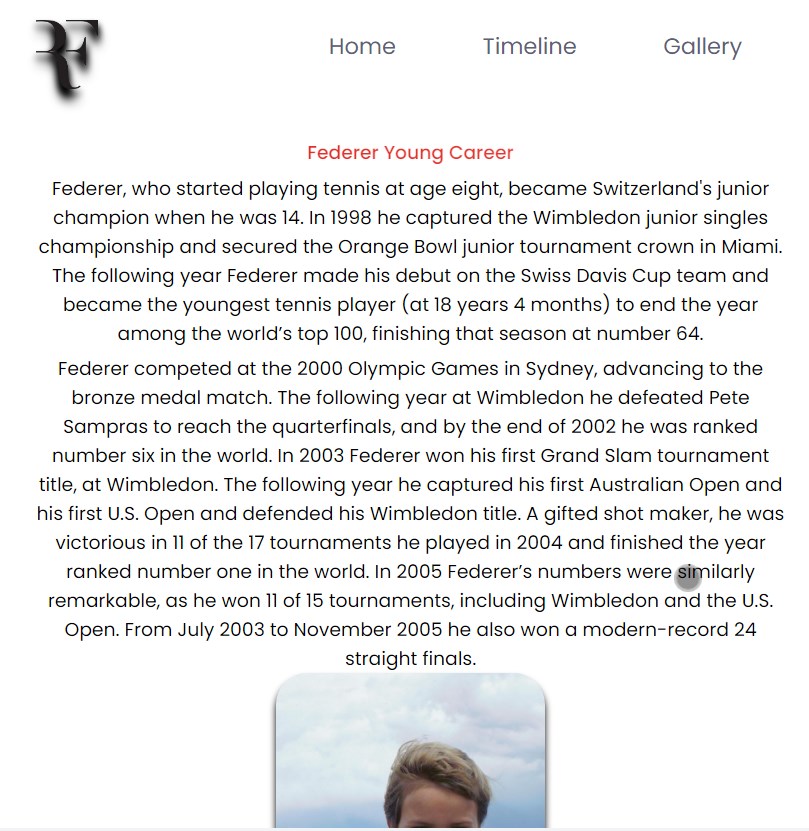 RF
Home Timeline Gallery
Federer Young Career
Federer, who started playing tennis at age eight, became Switzerland's junior
champion when he was 14. In 1998 he captured the Wimbledon junior singles
championship and secured the Orange Bowl junior tournament crown in Miami.
The following year Federer made his debut on the Swiss Davis Cup team and
became the youngest tennis player (at 18 years 4 months) to end the year
among the world’s top 100, finishing that season at number 64.
Federer competed at the 2000 Olympic Games in Sydney, advancing to the
bronze medal match. The following year at Wimbledon he defeated Pete
Sampras to reach the quarterfinals, and by the end of 2002 he was ranked
number six in the world. In 2003 Federer won his first Grand Slam tournament
title, at Wimbledon. The following year he captured his first Australian Open and
his first U.S. Open and defended his Wimbledon title. A gifted shot maker, he was
victorious in 11 of the 17 tournaments he played in 2004 and finished the year
ranked number one in the world. In 2005 Federer’s numbers were similarly
remarkable, as he won 11 of 15 tournaments, including Wimbledon and the U.S.
Open. From July 2003 to November 2005 he also won a modern-record 24
straight finals.